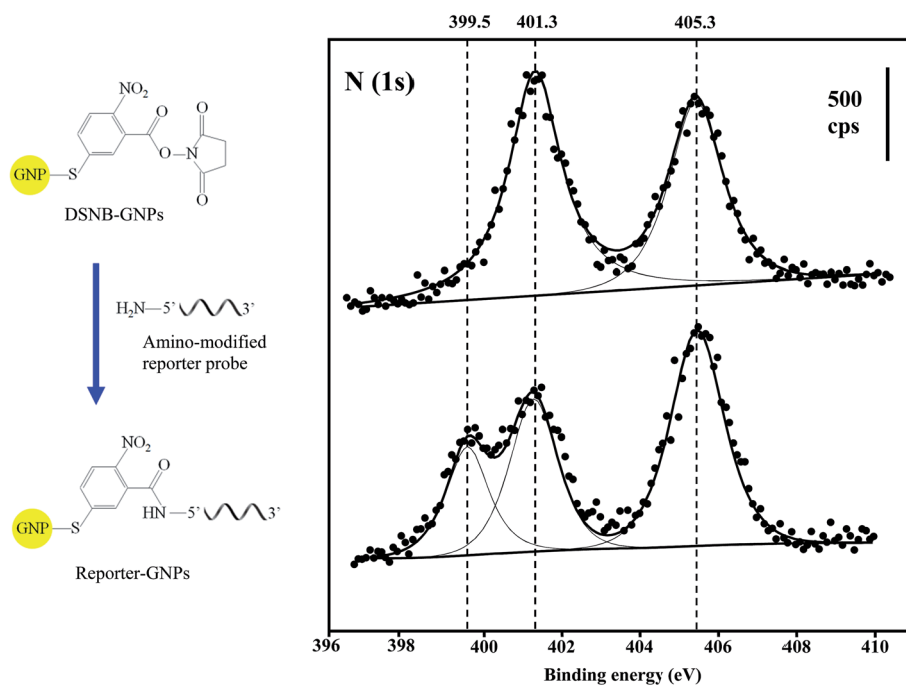 399.5 401.3 405.3
N (1s)
500
cps
NO2
O
O
O
N
O
GNP
S
DSNB-GNPs
H2N—5’ 3’
Amino-modified
reporter probe
NO2
O
GNP
S
HN—5’ 3’
Reporter-GNPs
396 398 400 402 404 406 408 410
Binding energy (eV)